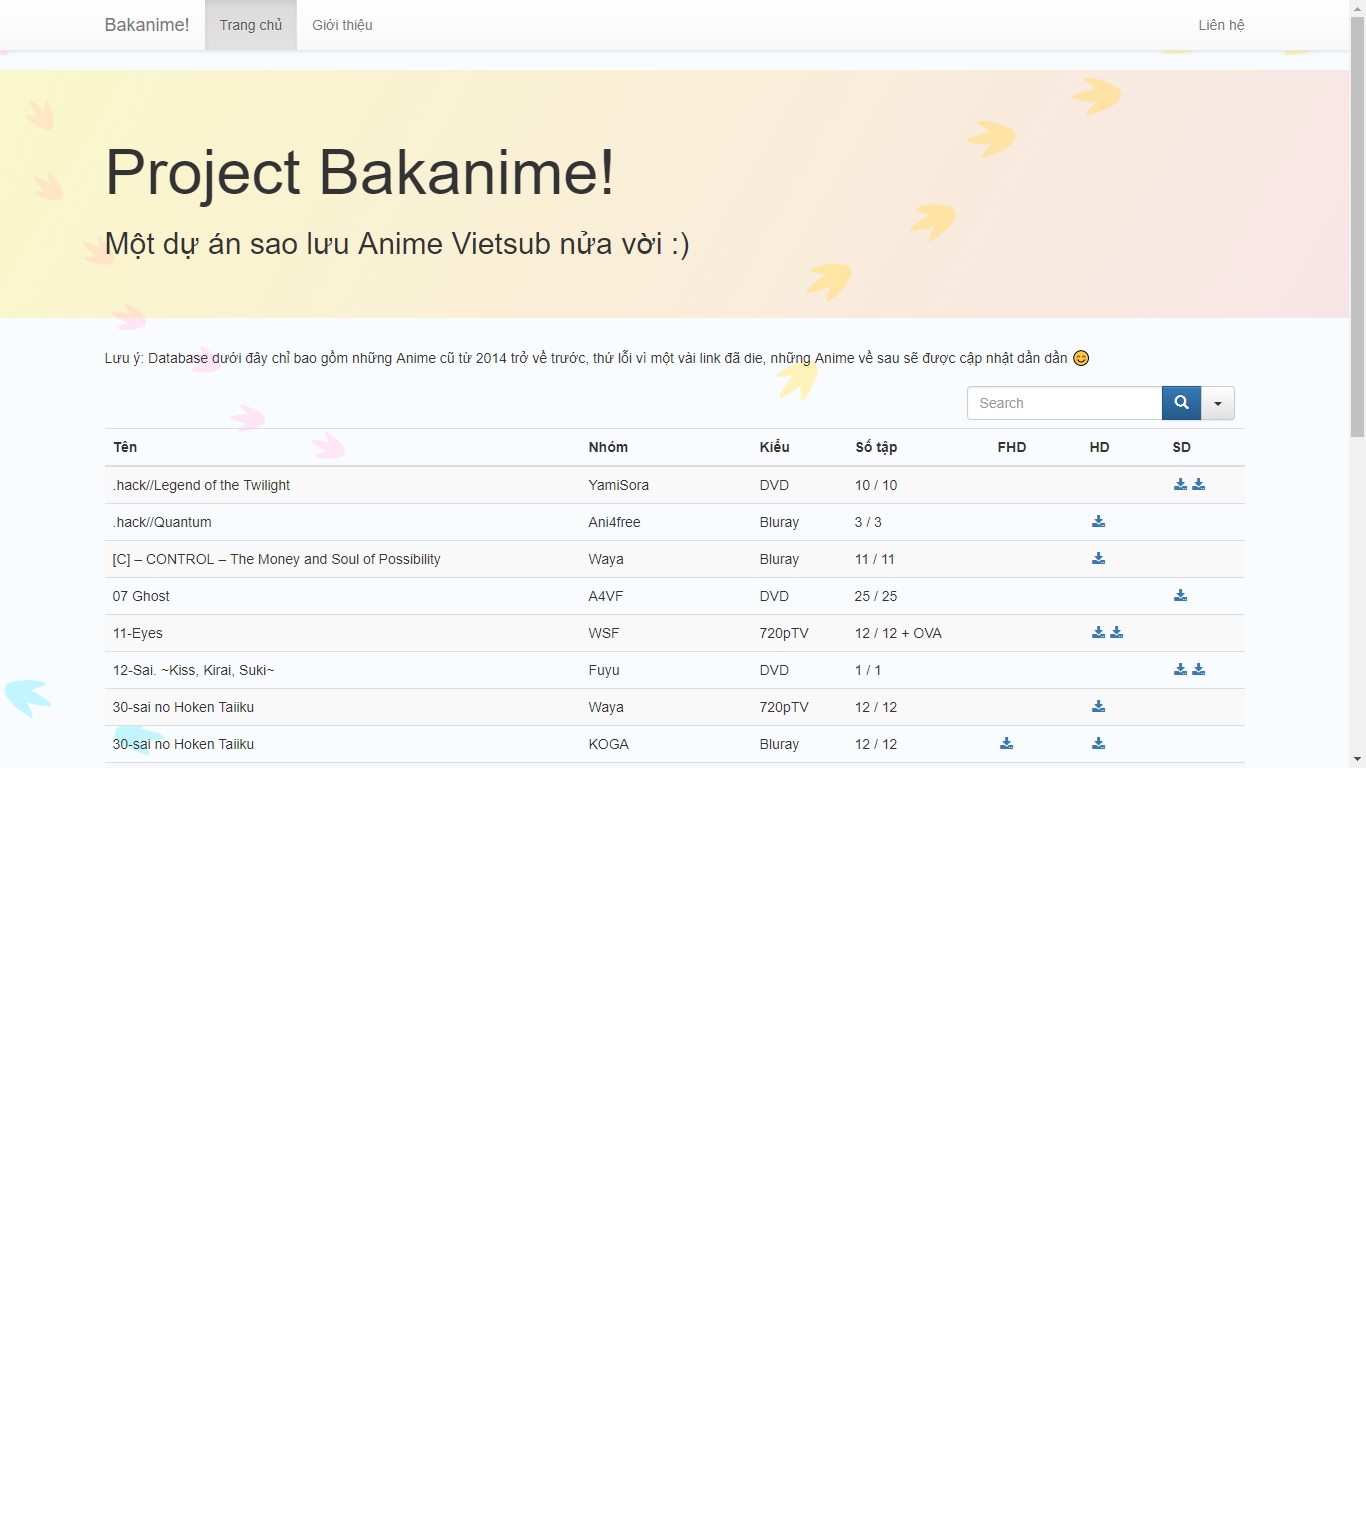 Bakanime! Trang chủ Giới thiệu Liên hệ
Project Bakanime!
Một dự án sao lưu Anime Vietsub nửa vời :)
Lưu ý: Database dưới đây chỉ bao gồm những Anime cũ từ 2014 trở về trước, thứ lỗi vì một vài link đã die, những Anime về sau sẽ được cập nhật dần dần 😊
Search
Tên Nhóm Kiểu Số tập FHD HD SD
.hack//Legend of the Twilight YamiSora DVD 10 / 10
.hack//Quantum Ani4free Bluray 3 / 3
[C] – CONTROL – The Money and Soul of Possibility Waya Bluray 11 / 11
07 Ghost A4VF DVD 25 / 25
11-Eyes WSF 720pTV 12 / 12 + OVA
12-Sai. ~Kiss, Kirai, Suki~ Fuyu DVD 1 / 1
30-sai no Hoken Taiiku Waya 720pTV 12 / 12
30-sai no Hoken Taiiku KOGA Bluray 12 / 12